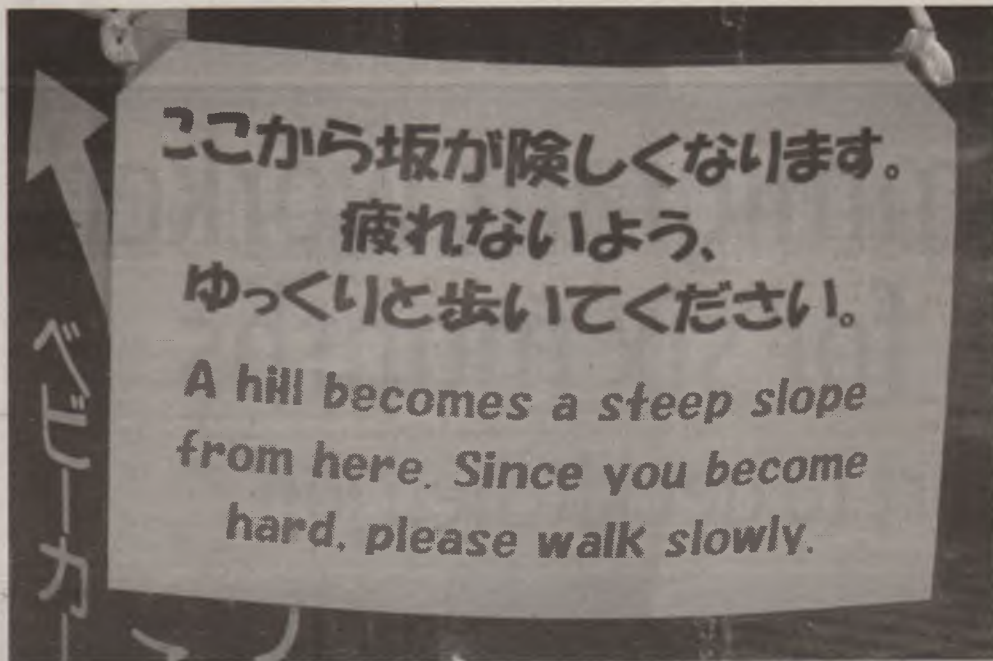 ここから坂が険しくなります。
疲れないよう、
ゆっくりと歩いてください。
A hill becomes a steep slope
from here. Since you become
hard, please walk slowly.
ベビーカー